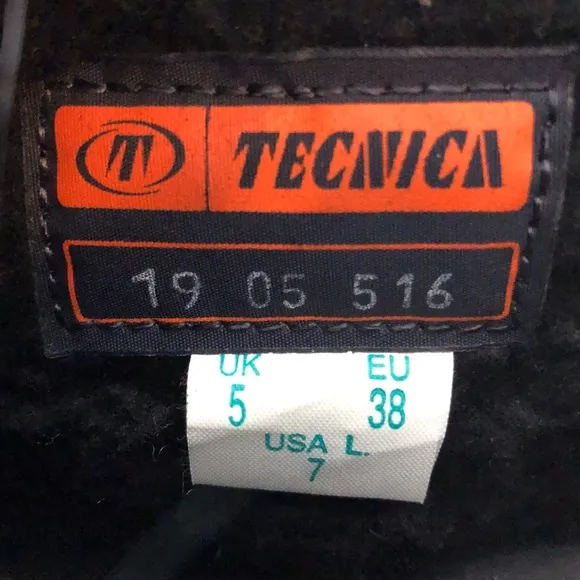 T TECNICA
19 05 516
UK EU
5 38
USA L.
7